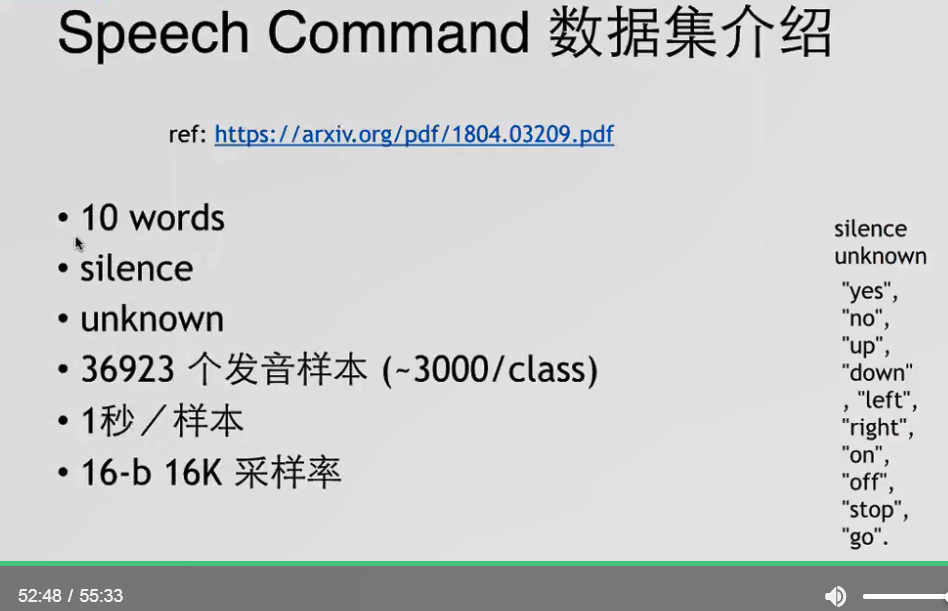 Speech Command 数据集介绍
ref: https://arxiv.org/pdf/1804.03209.pdf
• 10 words
• silence
• unknown
• 36923 个发音样本 (~3000/class)
• 1秒／样本
• 16-b 16K 采样率
silence
unknown
"yes",
"no",
"up",
"down"
, "left",
"right",
"on",
"off",
"stop",
"go".
52:48 / 55:33